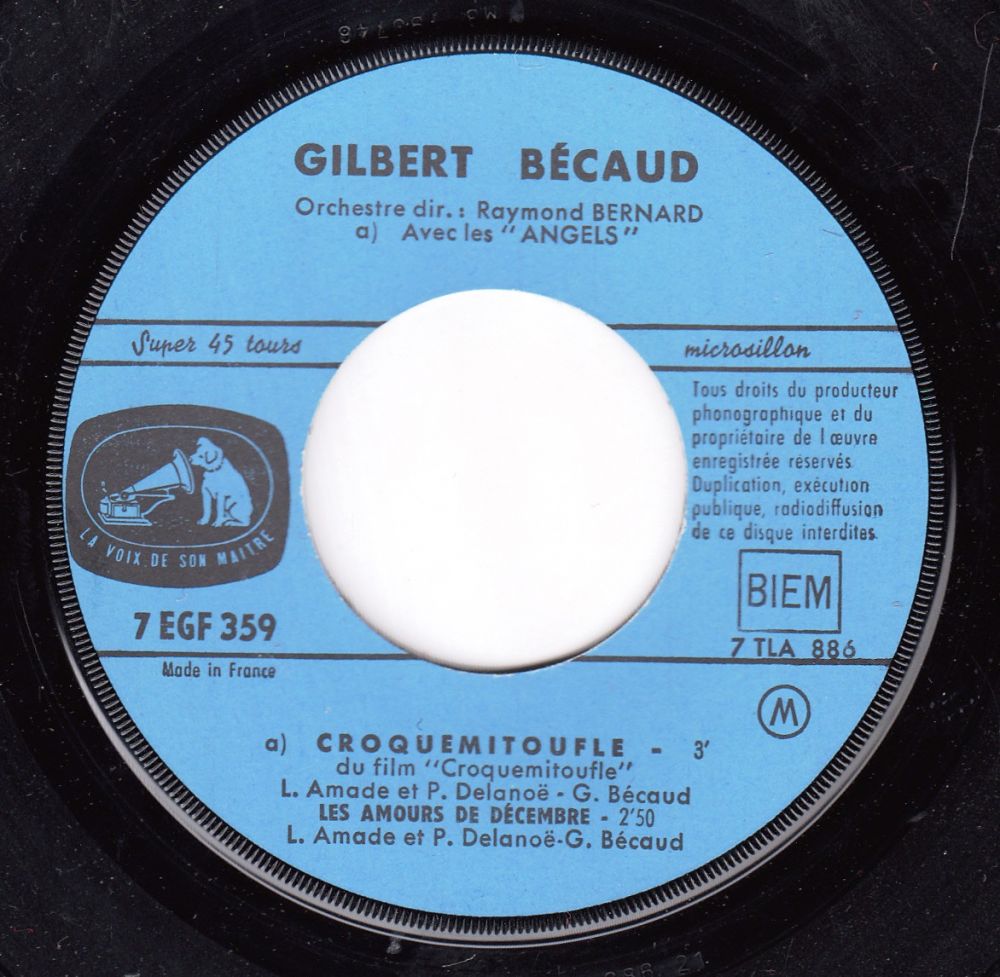 GILBERT BÉCAUD
Orchestre dir. : Raymond BERNARD
a) Avec les "ANGELS"
Super 45 tours
microsillon
Tous droits du producteur
phonographique et du
propriétaire de l œuvre
enregistrée réservés.
Duplication, exécution
publique, radiodiffusion
de ce disque interdites.
LA VOIX DE SON MAITRE
7 EGF 359
BIEM
7 TLA 886
Made in France
M
a) CROQUEMITOUFLE - 3'
du film "Croquemitoufle"
L. Amade et P. Delanoë - G. Bécaud
LES AMOURS DE DÉCEMBRE - 2'50
L. Amade et P. Delanoë-G. Bécaud